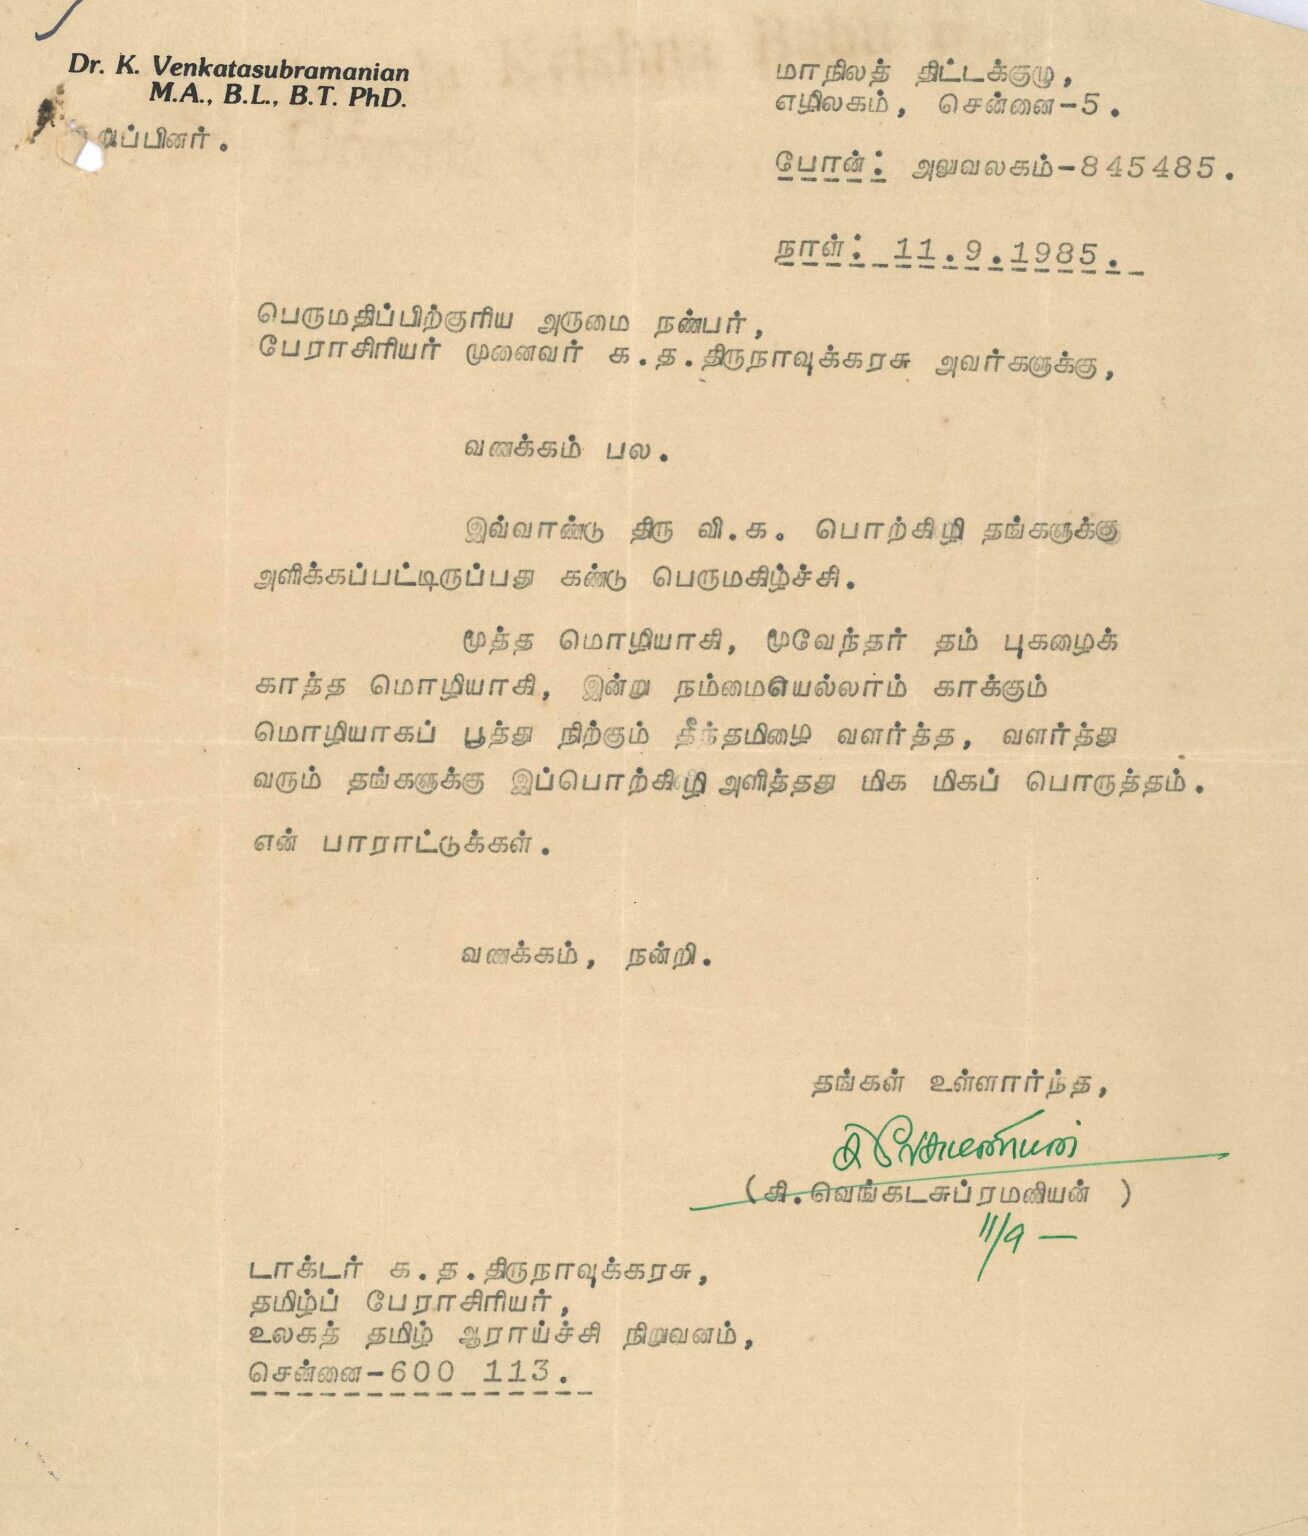 Dr. K. Venkatasubramanian
M.A., B.L., B.T. PhD.
மாநிலத் திட்டக்குழு,
எழிலகம், சென்னை-5.
போன்: அலுவலகம்-845485.
நாள்: 11.9.1985.
பெருமதிப்பிற்குரிய அருமை நண்பர்,
பேராசிரியர் முனைவர் க.த.திருநாவுக்கரசு அவர்களுக்கு,
வணக்கம் பல.
இவ்வாண்டு திரு வி.க. பொற்கிழி தங்களுக்கு
அளிக்கப்பட்டிருப்பது கண்டு பெருமகிழ்ச்சி.
மூத்த மொழியாகி, மூவேந்தர் தம் புகழைக்
காத்த மொழியாகி, இன்று நம்மையெல்லாம் காக்கும்
மொழியாகப் பூத்து நிற்கும் தீந்தமிழை வளர்த்த, வளர்த்து
வரும் தங்களுக்கு இப்பொற்கிழி அளித்தது மிக மிகப் பொருத்தம்.
என் பாராட்டுக்கள்.
வணக்கம், நன்றி.
தங்கள் உள்ளார்ந்த,
(கி.வெங்கடசுப்ரமணியன் )
11/9 —
டாக்டர் க.த.திருநாவுக்கரசு,
தமிழ்ப் பேராசிரியர்,
உலகத் தமிழ் ஆராய்ச்சி நிறுவனம்,
சென்னை-600 113.